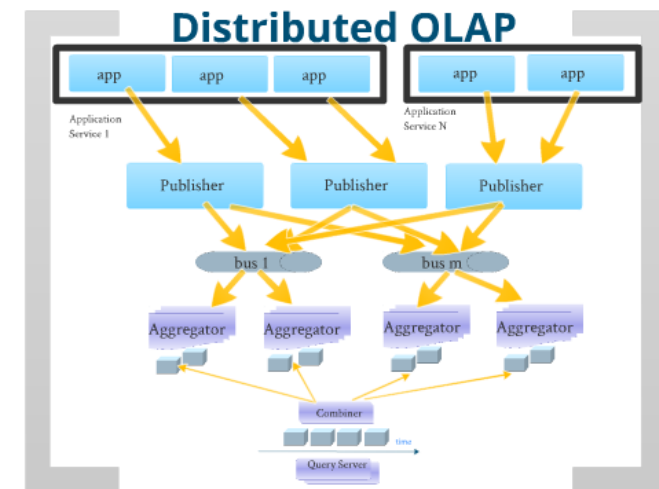 Distributed OLAP
app
app
app
app
app
Application
Service 1
Application
Service N
Publisher
Publisher
Publisher
bus 1
bus m
Aggregator
Aggregator
Aggregator
Aggregator
Combiner
time
Query Server